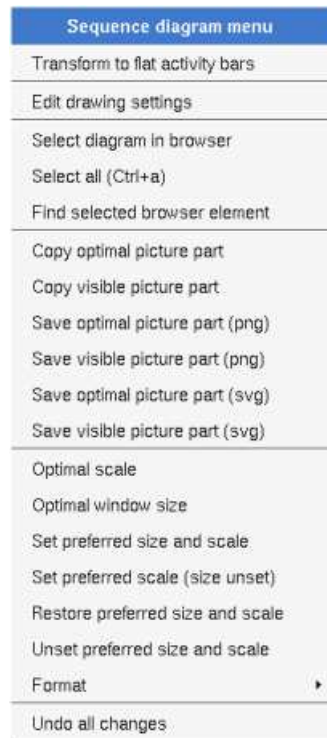 Sequence diagram menu
Transform to flat activity bars
Edit drawing settings
Select diagram in browser
Select all (Ctrl+a)
Find selected browser element
Copy optimal picture part
Copy visible picture part
Save optimal picture part (png)
Save visible picture part (png)
Save optimal picture part (svg)
Save visible picture part (svg)
Optimal scale
Optimal window size
Set preferred size and scale
Set preferred scale (size unset)
Restore preferred size and scale
Unset preferred size and scale
Format
Undo all changes